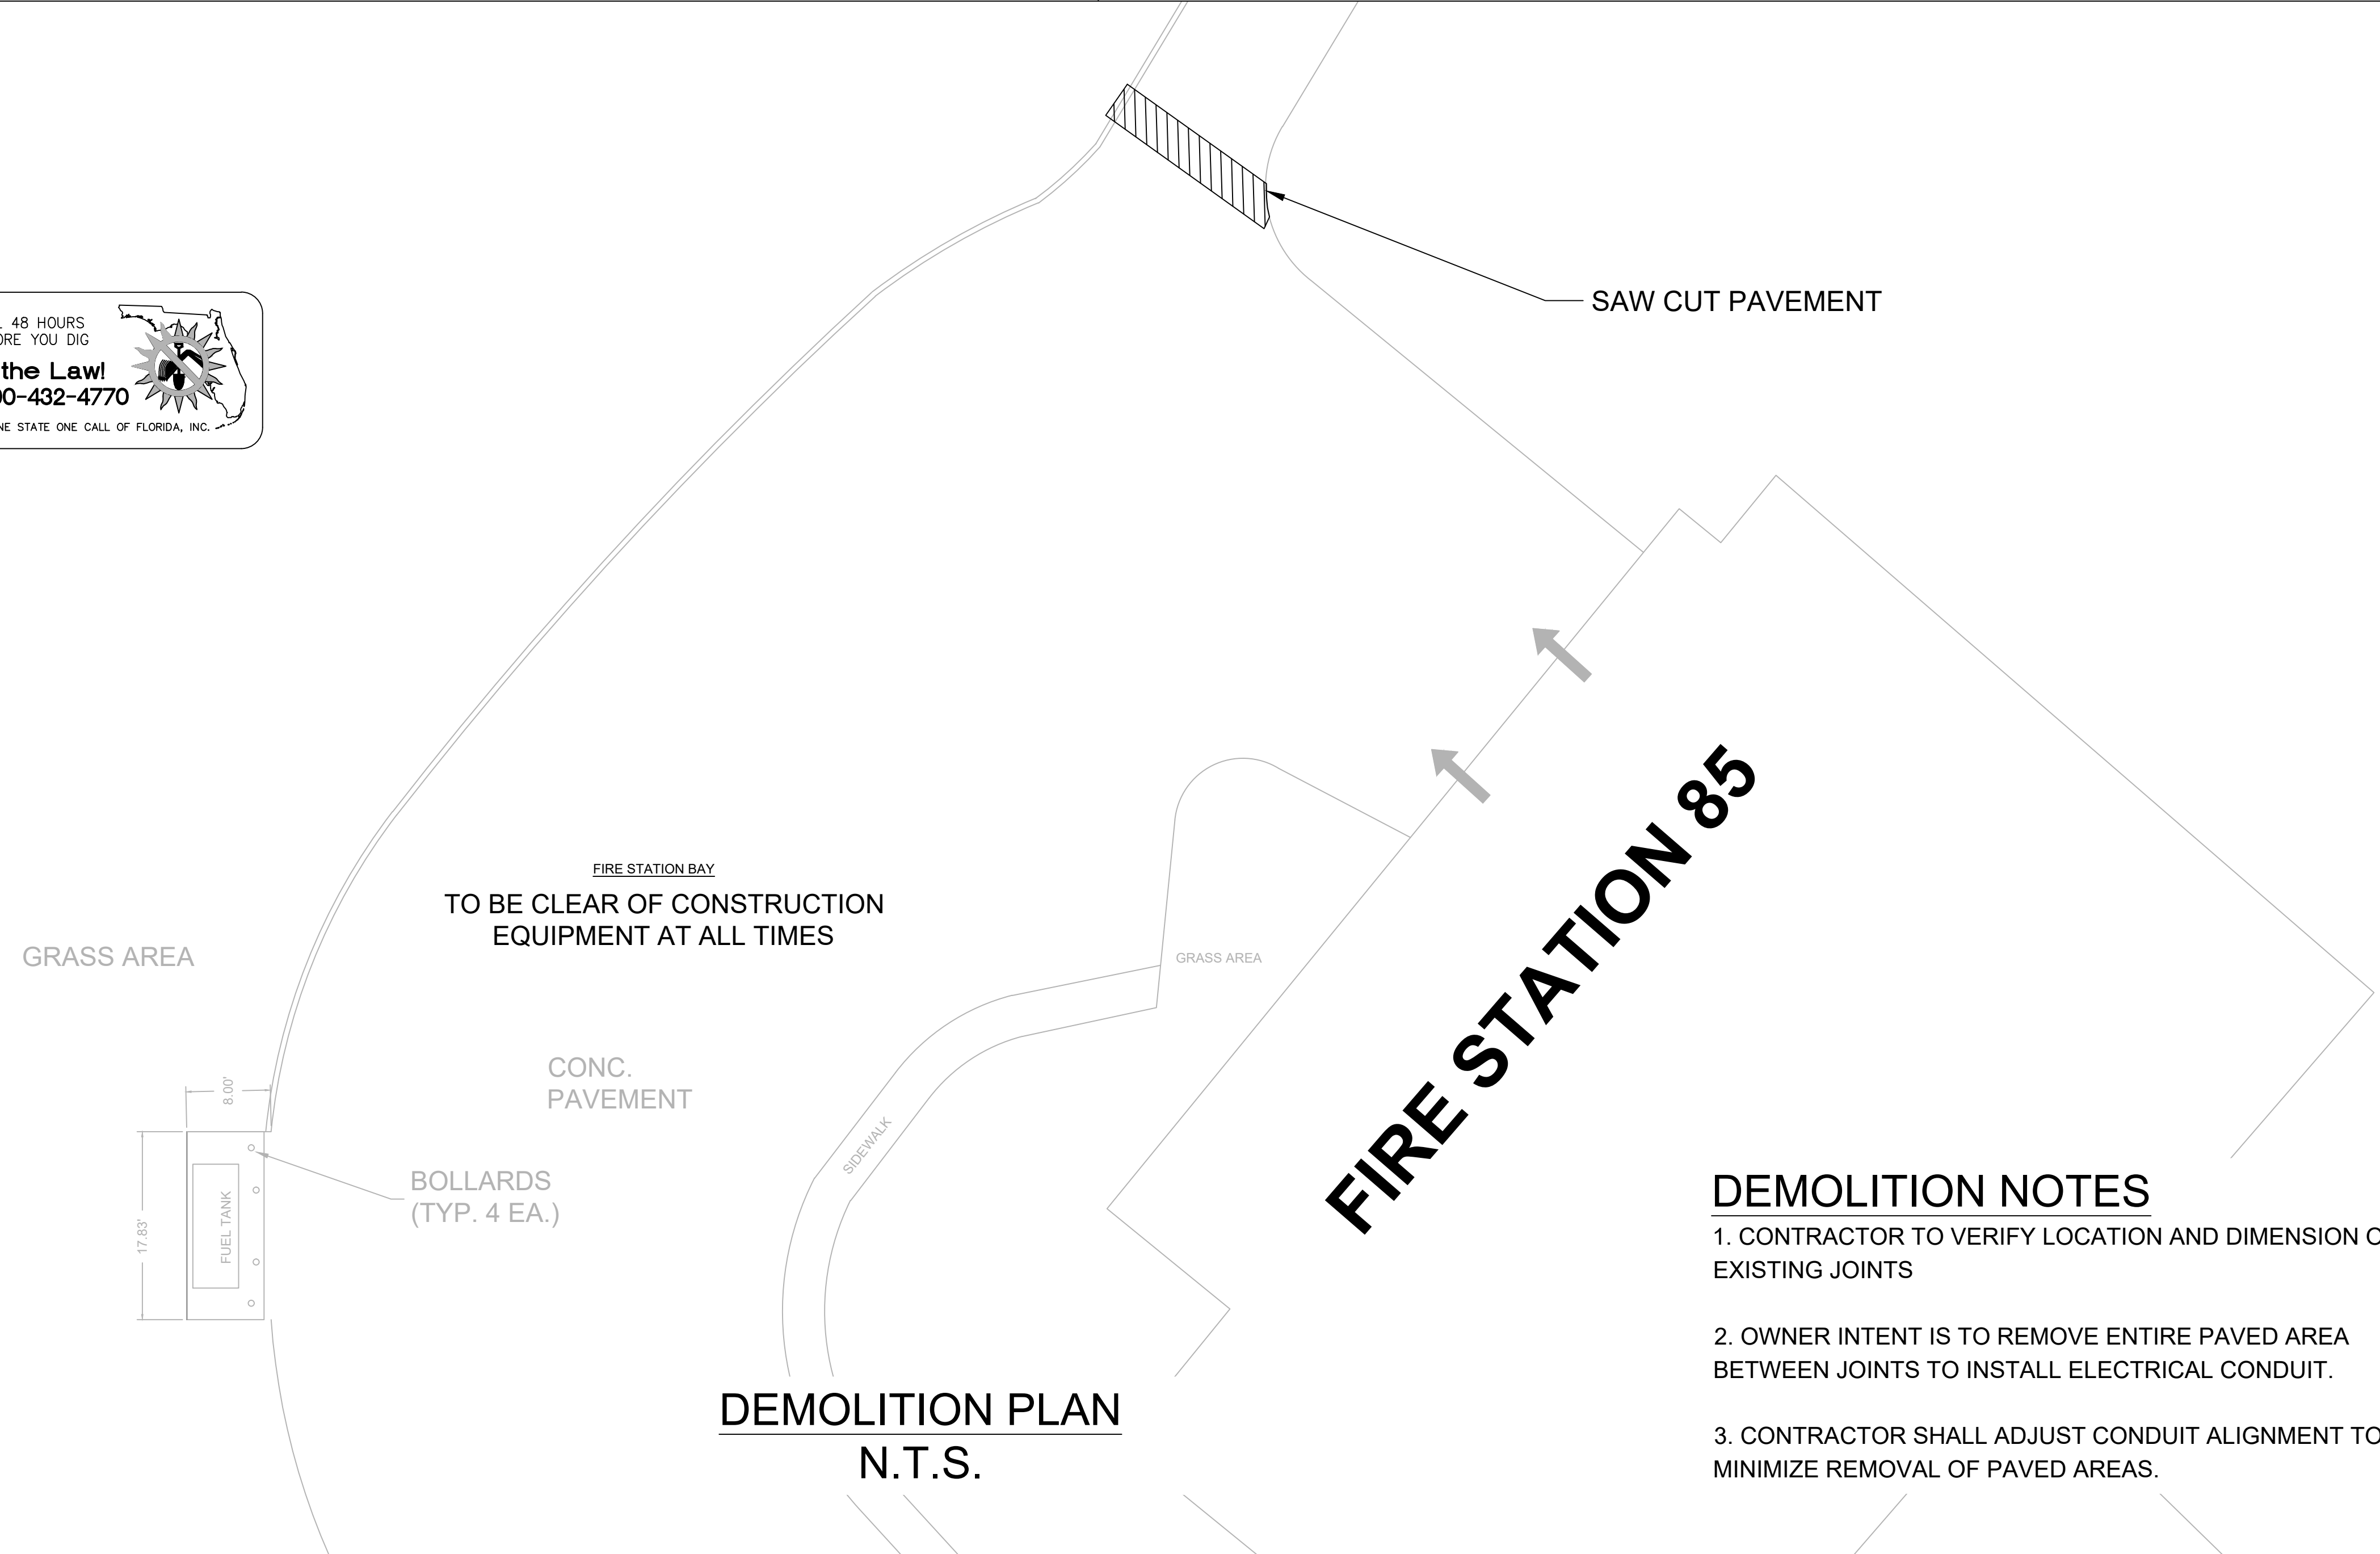 SAW CUT PAVEMENT
48 HOURS
YOU DIG
the Law!
-432-4770
STATE ONE CALL OF FLORIDA, INC.
FIRE STATION 85
FIRE STATION BAY
TO BE CLEAR OF CONSTRUCTION
EQUIPMENT AT ALL TIMES
GRASS AREA
GRASS AREA
CONC.
PAVEMENT
8.00'
SIDEWALK
BOLLARDS
(TYP. 4 EA.)
FUEL TANK
17.83'
DEMOLITION NOTES
1. CONTRACTOR TO VERIFY LOCATION AND DIMENSION
EXISTING JOINTS
2. OWNER INTENT IS TO REMOVE ENTIRE PAVED AREA
BETWEEN JOINTS TO INSTALL ELECTRICAL CONDUIT.
3. CONTRACTOR SHALL ADJUST CONDUIT ALIGNMENT TO
MINIMIZE REMOVAL OF PAVED AREAS.
DEMOLITION PLAN
N.T.S.